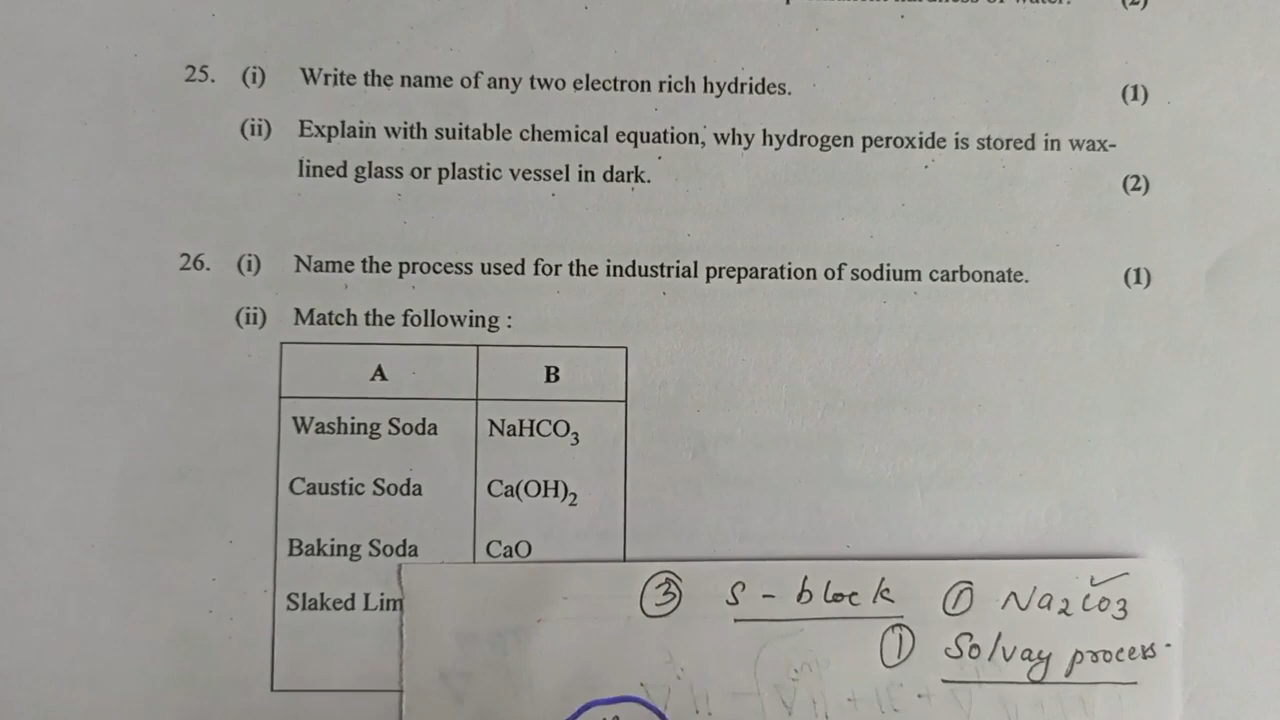 (2)
25. (i) Write the name of any two electron rich hydrides. (1)
(ii) Explain with suitable chemical equation, why hydrogen peroxide is stored in wax-
lined glass or plastic vessel in dark. (2)
26. (i) Name the process used for the industrial preparation of sodium carbonate. (1)
(ii) Match the following :
A B
Washing Soda NaHCO₃
Caustic Soda Ca(OH)₂
Baking Soda CaO
Slaked Lim
③ S - block ① Na₂CO₃ ✓
① Solvay process.